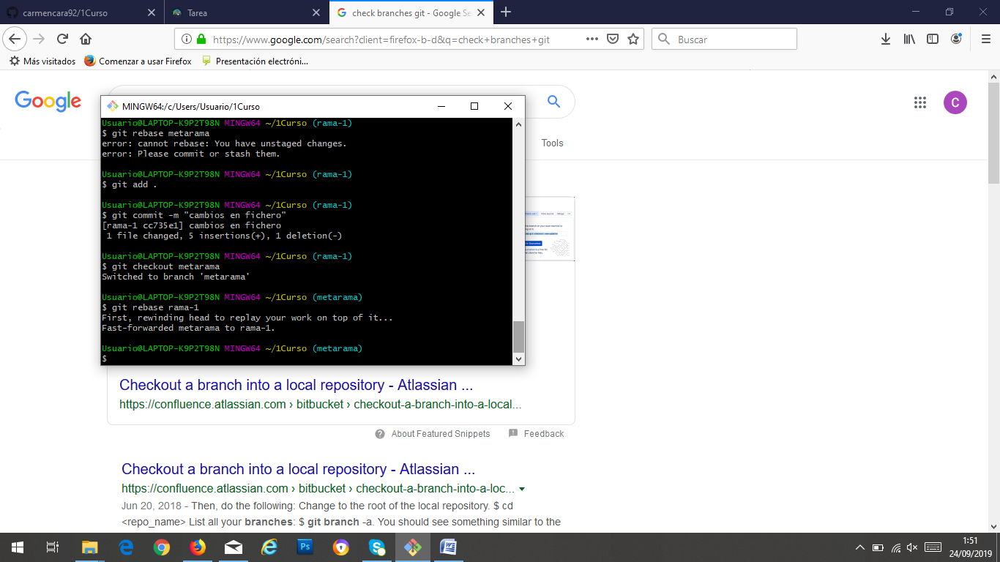 carmencara92/1Curso
Tarea
check branches git - Google Se
https://www.google.com/search?client=firefox-b-d&q=check+branches+git
Buscar
Más visitados
Comenzar a usar Firefox
Presentación electróni...
Google
C
Tools
MINGW64:/c/Users/Usuario/1Curso
Usuario@LAPTOP-K9P2T98N MINGW64 ~/1Curso (rama-1)
$ git rebase metarama
error: cannot rebase: You have unstaged changes.
error: Please commit or stash them.
Usuario@LAPTOP-K9P2T98N MINGW64 ~/1Curso (rama-1)
$ git add .
Usuario@LAPTOP-K9P2T98N MINGW64 ~/1Curso (rama-1)
$ git commit -m "cambios en fichero"
[rama-1 cc735e1] cambios en fichero
1 file changed, 5 insertions(+), 1 deletion(-)
Usuario@LAPTOP-K9P2T98N MINGW64 ~/1Curso (rama-1)
$ git checkout metarama
Switched to branch 'metarama'
Usuario@LAPTOP-K9P2T98N MINGW64 ~/1Curso (metarama)
$ git rebase rama-1
First, rewinding head to replay your work on top of it...
Fast-forwarded metarama to rama-1.
Usuario@LAPTOP-K9P2T98N MINGW64 ~/1Curso (metarama)
$
Checkout a branch into a local repository - Atlassian ...
https://confluence.atlassian.com › bitbucket › checkout-a-branch-into-a-local...
About Featured Snippets
Feedback
Checkout a branch into a local repository - Atlassian ...
https://confluence.atlassian.com › bitbucket › checkout-a-branch-into-a-loc...
Jun 20, 2018 - Then, do the following: Change to the root of the local repository. $ cd
<repo_name> List all your branches: $ git branch -a. You should see something similar to the
Ps
1:51
24/09/2019